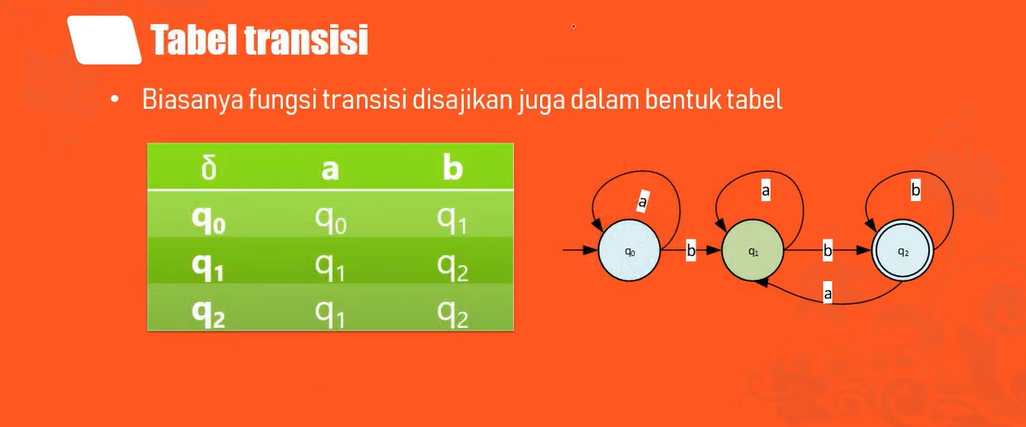 Tabel transisi
• Biasanya fungsi transisi disajikan juga dalam bentuk tabel
δ a b
q₀ q₀ q₁
q₁ q₁ q₂
q₂ q₁ q₂
a a b
q₀ b q₁ b q₂
a